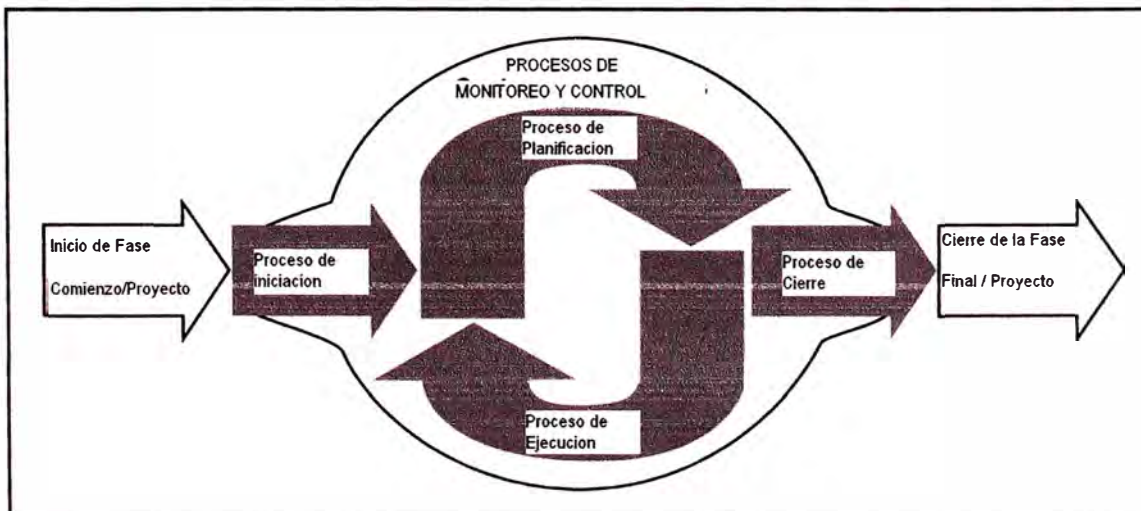 PROCESOS DE
MONITOREO Y CONTROL
Proceso de
Planificacion
Inicio de Fase
Comienzo/Proyecto
Proceso de
iniciacion
Proceso de
Cierre
Cierre de la Fase
Final / Proyecto
Proceso de
Ejecucion